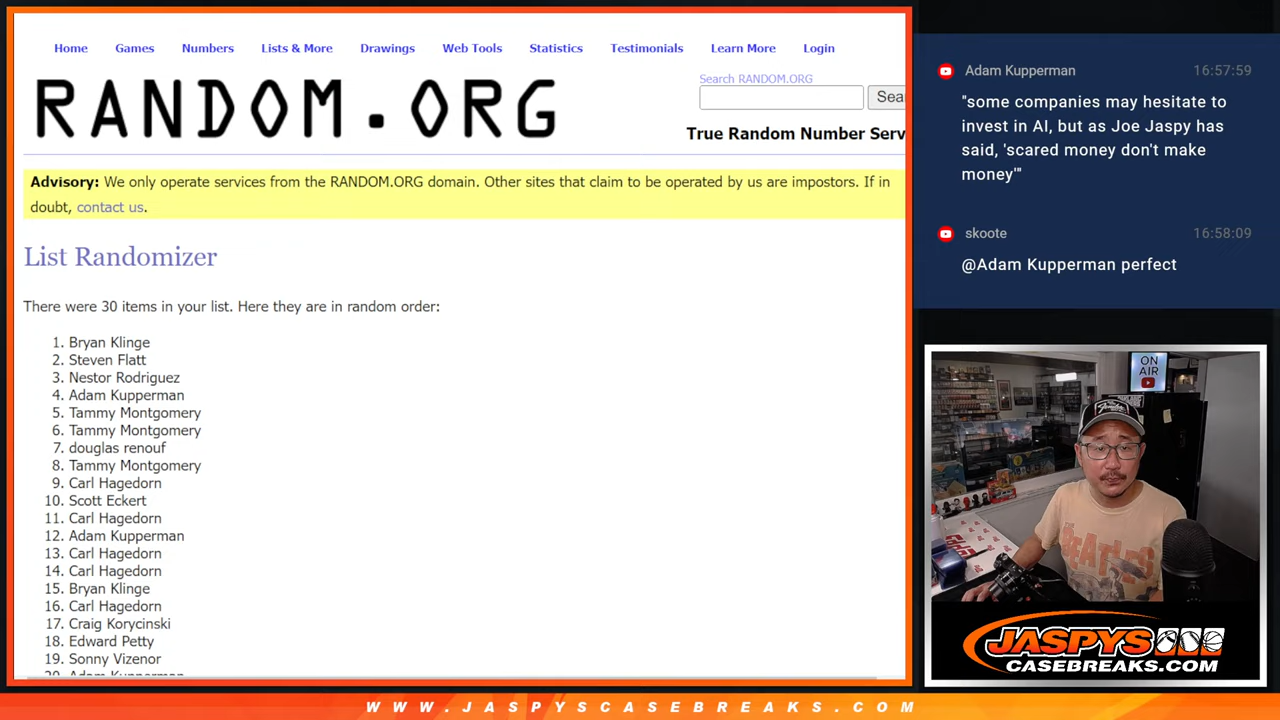 Home Games Numbers Lists & More Drawings Web Tools Statistics Testimonials Learn More Login
RANDOM.ORG
Search RANDOM.ORG
Sea
True Random Number Serv
Advisory: We only operate services from the RANDOM.ORG domain. Other sites that claim to be operated by us are impostors. If in
doubt, contact us.
List Randomizer
There were 30 items in your list. Here they are in random order:
1. Bryan Klinge
2. Steven Flatt
3. Nestor Rodriguez
4. Adam Kupperman
5. Tammy Montgomery
6. Tammy Montgomery
7. douglas renouf
8. Tammy Montgomery
9. Carl Hagedorn
10. Scott Eckert
11. Carl Hagedorn
12. Adam Kupperman
13. Carl Hagedorn
14. Carl Hagedorn
15. Bryan Klinge
16. Carl Hagedorn
17. Craig Korycinski
18. Edward Petty
19. Sonny Vizenor
20. Adam Kupperman
Adam Kupperman 16:57:59
"some companies may hesitate to
invest in AI, but as Joe Jaspy has
said, 'scared money don't make
money'"
skoote 16:58:09
@Adam Kupperman perfect
ON
AIR
BEATLES
JASPYS
CASEBREAKS.COM
WWW.JASPYSCASEBREAKS.COM